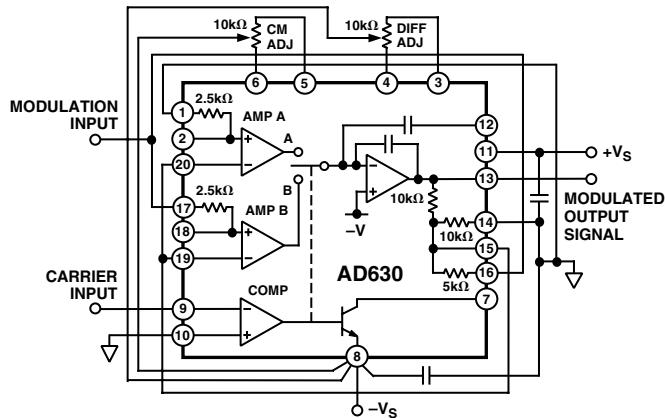 10kΩ
CM
ADJ
10kΩ
DIFF
ADJ
6
5
4
3
MODULATION
INPUT
1
2.5kΩ
AMP A
2
A
20
12
11
+VS
13
B
17
2.5kΩ
AMP B
18
19
–V
10kΩ
10kΩ
14
15
5kΩ
16
MODULATED
OUTPUT
SIGNAL
AD630
CARRIER
INPUT
COMP
9
10
7
8
–VS
+
–
+
–
–
+
–
+